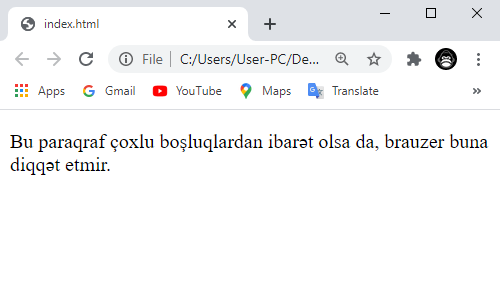 index.html
File
C:/Users/User-PC/De...
Apps
Gmail
YouTube
Maps
Translate
Bu paraqraf çoxlu boşluqlardan ibarət olsa da, brauzer buna
diqqət etmir.